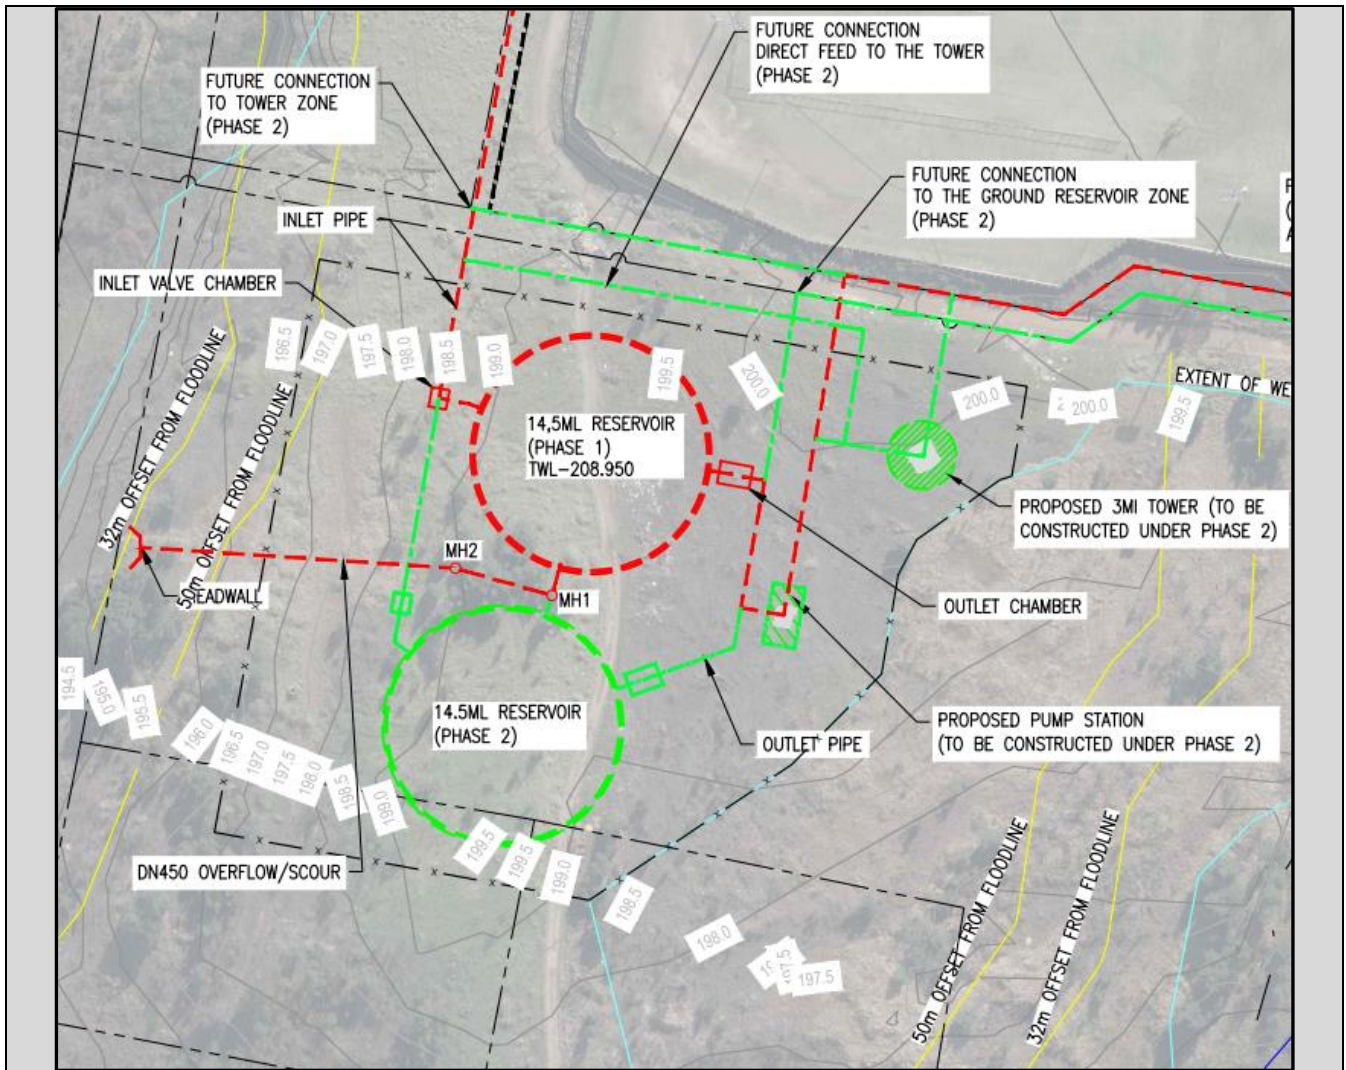 FUTURE CONNECTION
DIRECT FEED TO THE TOWER
(PHASE 2)
FUTURE CONNECTION
TO TOWER ZONE
(PHASE 2)
FUTURE CONNECTION
TO THE GROUND RESERVOIR ZONE
(PHASE 2)
INLET PIPE
INLET VALVE CHAMBER
196.5
197.0
197.5
198.0
198.5
199.0
199.5
200.0
200.0
200.0
199.5
EXTENT OF WE
32m OFFSET FROM FLOODLINE
50m OFFSET FROM FLOODLINE
14,5ML RESERVOIR
(PHASE 1)
TWL-208.950
PROPOSED 3Ml TOWER (TO BE
CONSTRUCTED UNDER PHASE 2)
MH2
MH1
HEADWALL
OUTLET CHAMBER
14.5ML RESERVOIR
(PHASE 2)
OUTLET PIPE
PROPOSED PUMP STATION
(TO BE CONSTRUCTED UNDER PHASE 2)
194.5
195.0
195.5
196.0
196.5
197.0
197.5
198.0
198.5
199.0
199.5
199.5
199.0
198.5
198.0
197.5
DN450 OVERFLOW/SCOUR
50m OFFSET FROM FLOODLINE
32m OFFSET FROM FLOODLINE